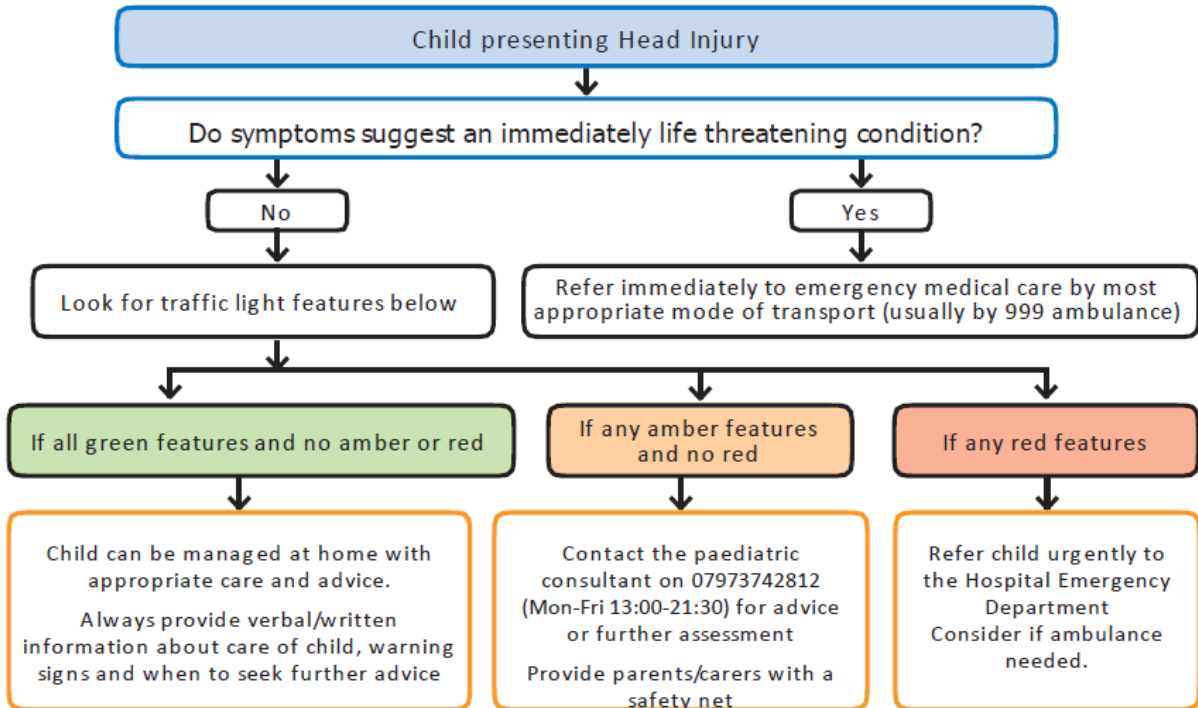 Child presenting Head Injury
Do symptoms suggest an immediately life threatening condition?
No
Yes
Look for traffic light features below
Refer immediately to emergency medical care by most
appropriate mode of transport (usually by 999 ambulance)
If all green features and no amber or red
If any amber features
and no red
If any red features
Child can be managed at home with
appropriate care and advice.
Always provide verbal/written
information about care of child, warning
signs and when to seek further advice
Contact the paediatric
consultant on 07973742812
(Mon-Fri 13:00-21:30) for advice
or further assessment
Provide parents/carers with a
safety net
Refer child urgently to
the Hospital Emergency
Department
Consider if ambulance
needed.